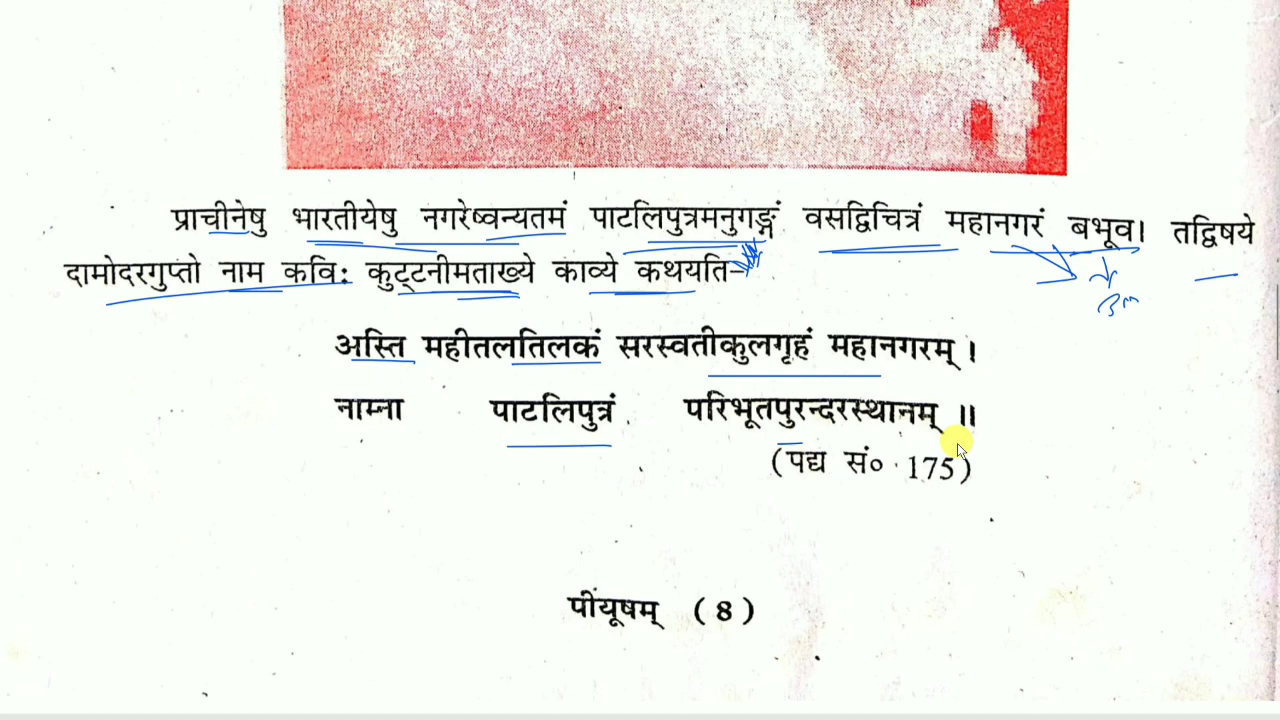 प्राचीनेषु भारतीयेषु नगरेष्वन्यतमं पाटलिपुत्रमनुगङ्गं वसद्विचित्रं महानगरं बभूव। तद्विषये
दामोदरगुप्तो नाम कविः कुट्टनीमताख्ये काव्ये कथयति–
अस्ति महीतलतिलकं सरस्वतीकुलगृहं महानगरम् ।
नाम्ना पाटलिपुत्रं परिभूतपुरन्दरस्थानम् ॥
(पद्य सं० 175)
पीयूषम् (8)